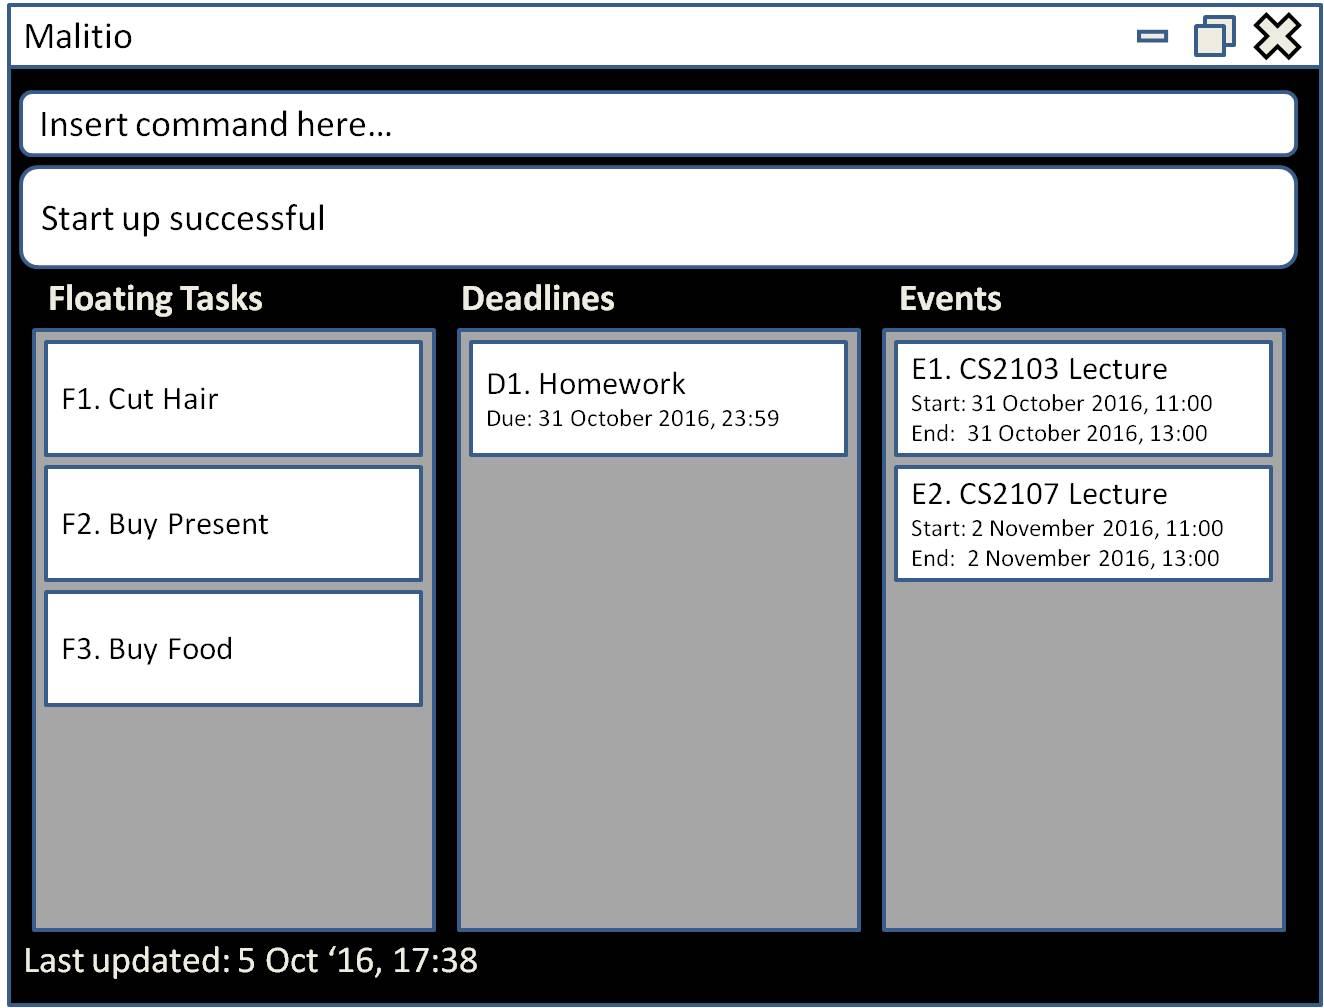 Malitio
Insert command here...
Start up successful
Floating Tasks
F1. Cut Hair
F2. Buy Present
F3. Buy Food
Deadlines
D1. Homework
Due: 31 October 2016, 23:59
Events
E1. CS2103 Lecture
Start: 31 October 2016, 11:00
End: 31 October 2016, 13:00
E2. CS2107 Lecture
Start: 2 November 2016, 11:00
End: 2 November 2016, 13:00
Last updated: 5 Oct ‘16, 17:38